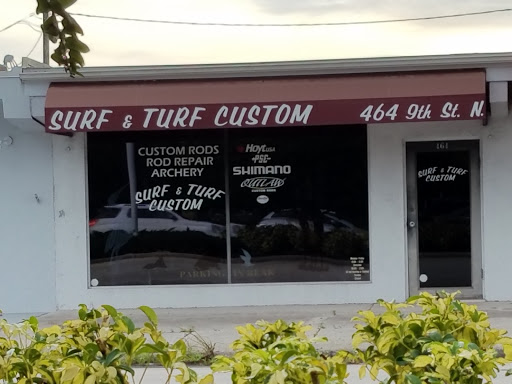 SURF & TURF CUSTOM 464 9th St. N.
CUSTOM RODS
ROD REPAIR
ARCHERY
SURF & TURF
CUSTOM
Hoyt USA
PSE
SHIMANO
OUTLAW
PARKING IN REAR
464
SURF & TURF
CUSTOM